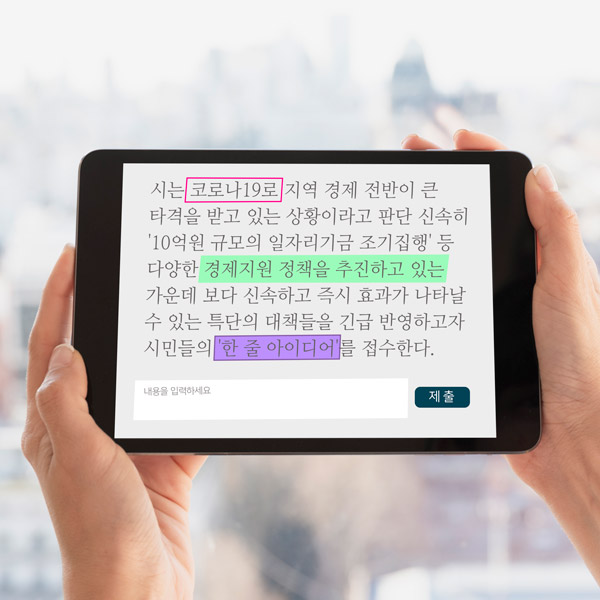 시는 코로나19로 지역 경제 전반이 큰
타격을 받고 있는 상황이라고 판단 신속히
'10억원 규모의 일자리기금 조기집행' 등
다양한 경제지원 정책을 추진하고 있는
가운데 보다 신속하고 즉시 효과가 나타날
수 있는 특단의 대책들을 긴급 반영하고자
시민들의 '한 줄 아이디어'를 접수한다.
내용을 입력하세요
제출